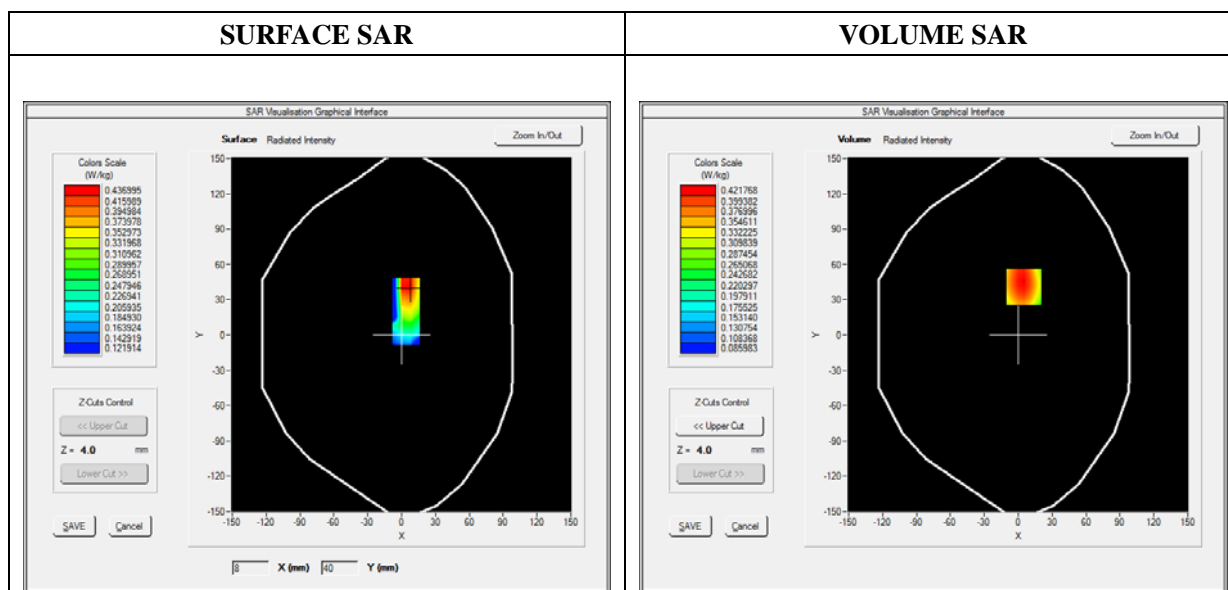 SURFACE SAR
VOLUME SAR
SAR Visualisation Graphical Interface
Surface Radiated Intensity
Zoom In/Out
Colors Scale
(W/kg)
0.436995
0.415989
0.394984
0.373978
0.352973
0.331968
0.310962
0.289957
0.268951
0.247946
0.226941
0.205935
0.184930
0.163924
0.142919
0.121914
Z-Cuts Control
<< Upper Cut
Z = 4.0 mm
Lower Cut >>
SAVE Cancel
150
120
90
60
30
0
-30
-60
-90
-120
-150
Y
-150 -120 -90 -60 -30 0 30 60 90 120 150
X
8 X (mm) 40 Y (mm)
SAR Visualisation Graphical Interface
Volume Radiated Intensity
Zoom In/Out
Colors Scale
(W/kg)
0.421768
0.399382
0.376996
0.354611
0.332225
0.309839
0.287454
0.265068
0.242682
0.220297
0.197911
0.175525
0.153140
0.130754
0.108368
0.085983
Z-Cuts Control
<< Upper Cut
Z = 4.0 mm
Lower Cut >>
SAVE Cancel
150
120
90
60
30
0
-30
-60
-90
-120
-150
Y
-150 -120 -90 -60 -30 0 30 60 90 120 150
X